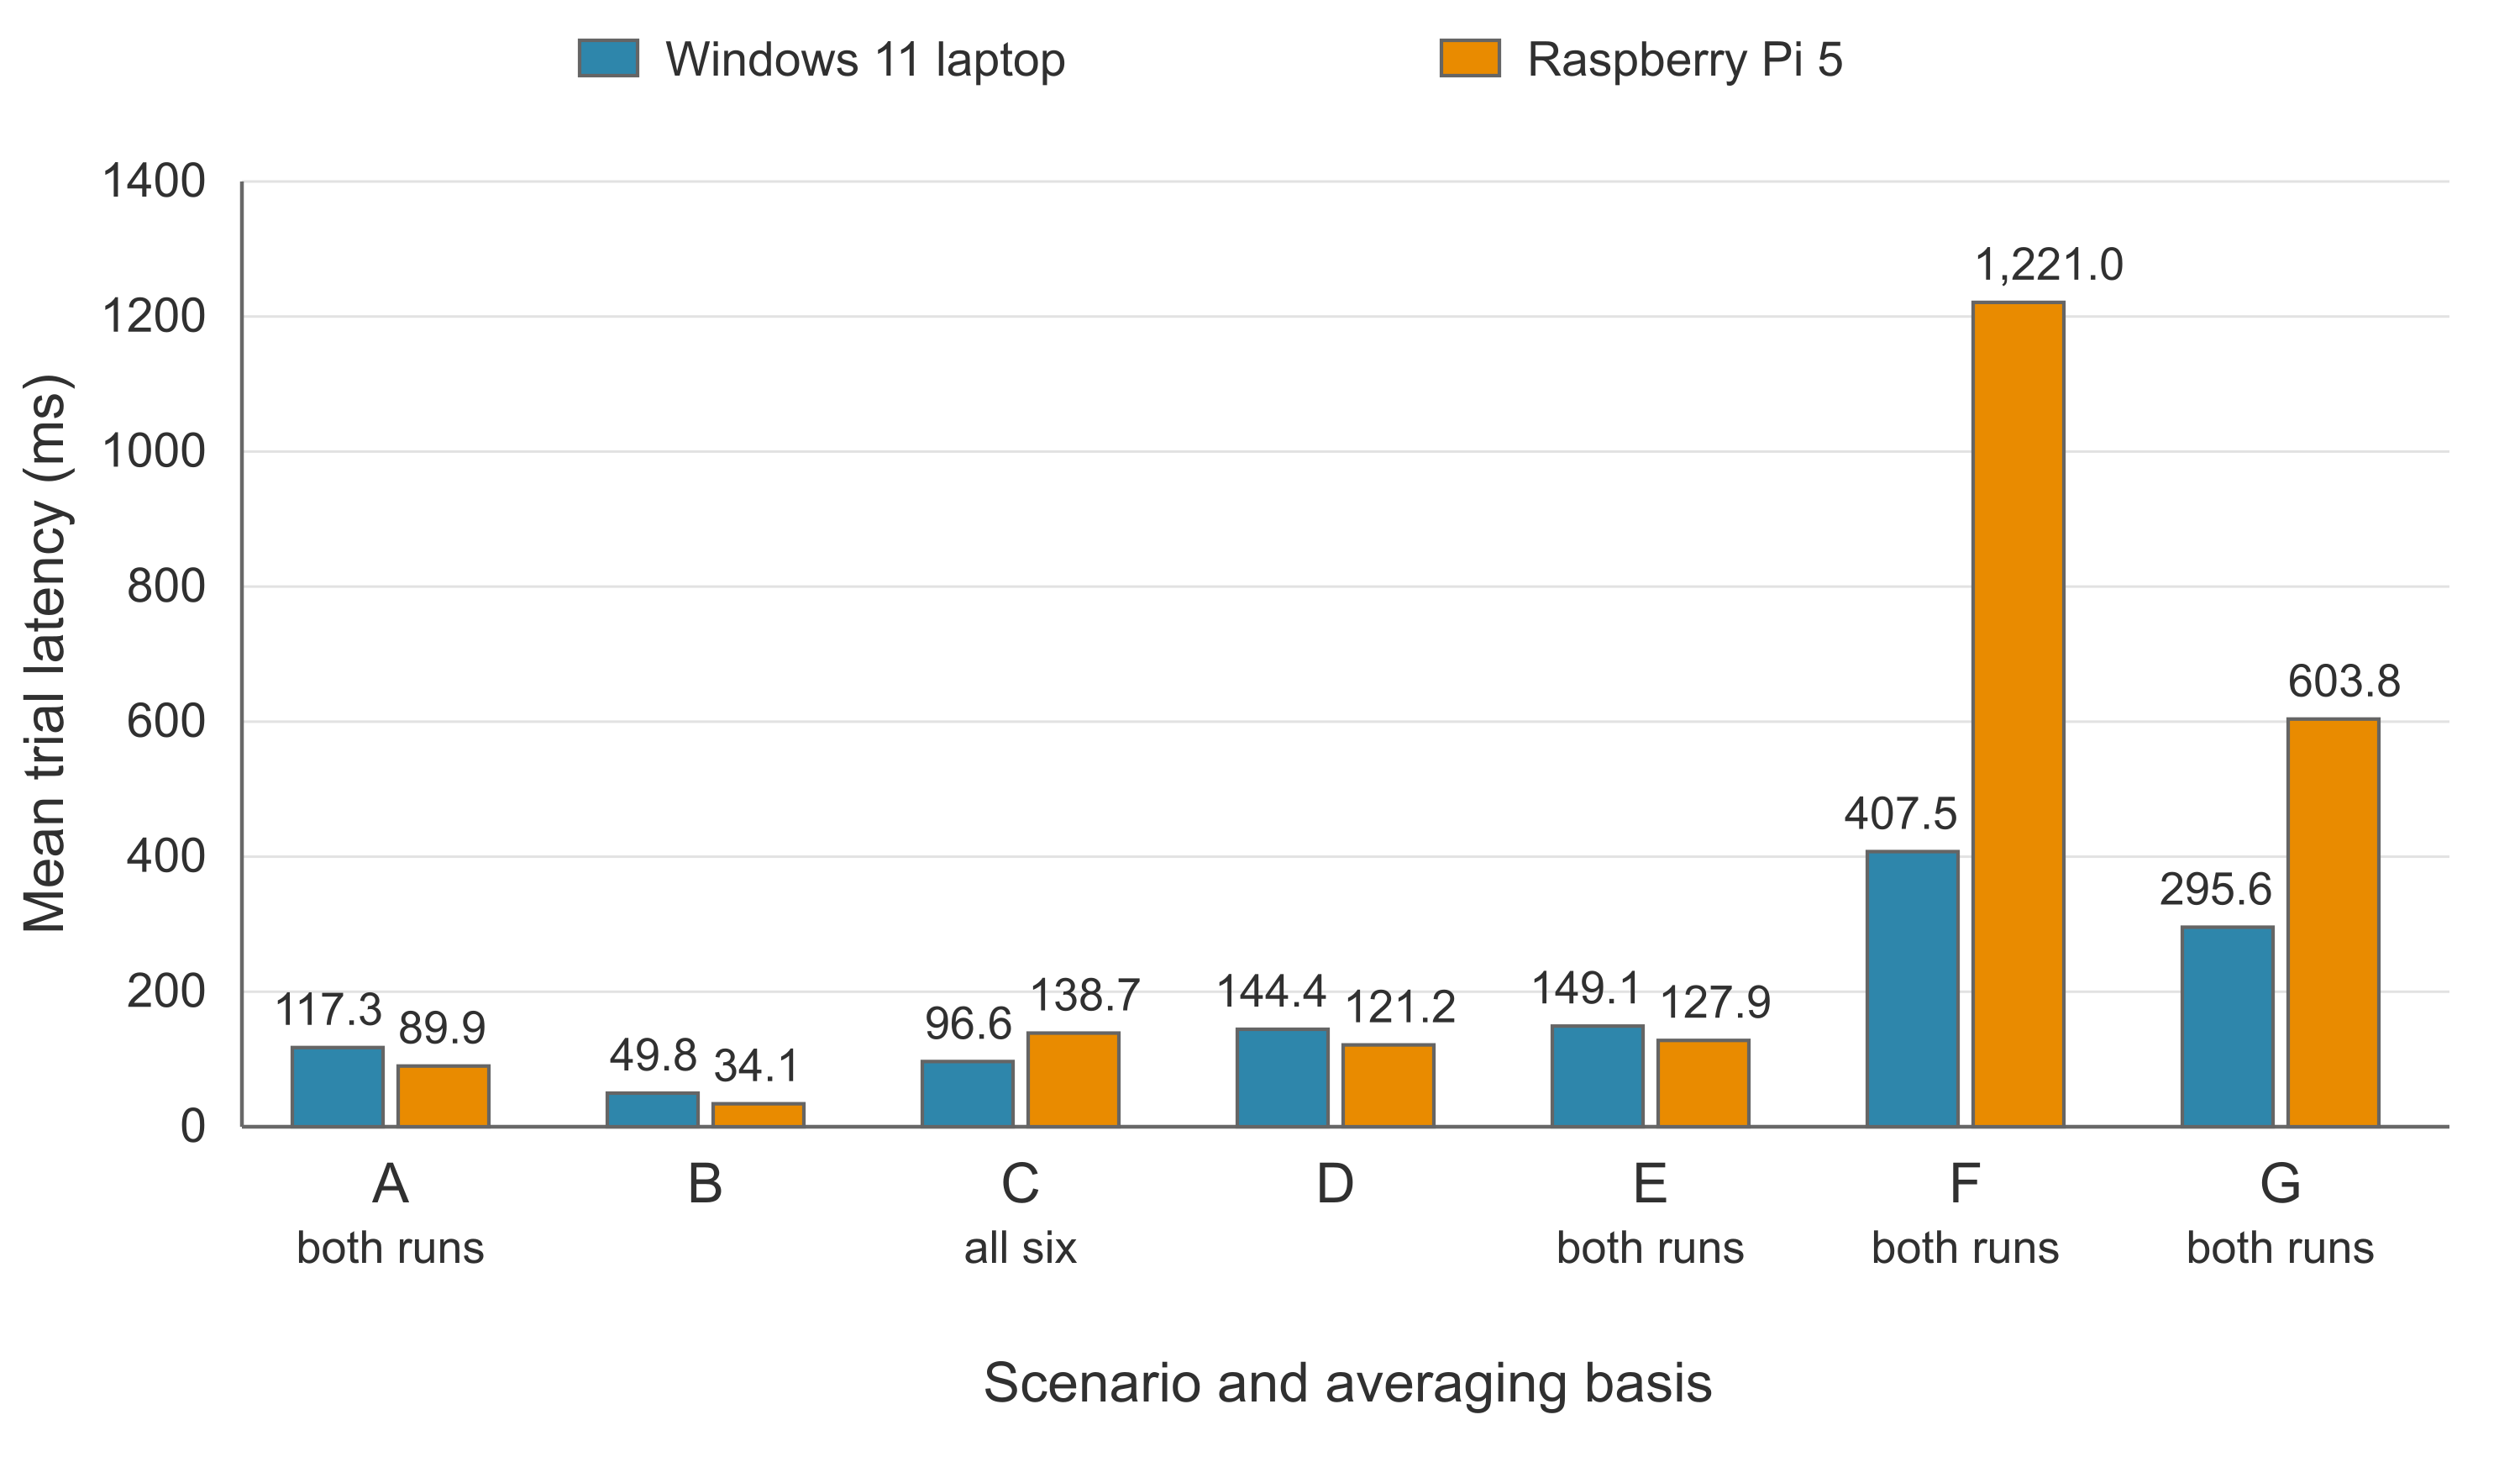 Windows 11 laptop
Raspberry Pi 5
Mean trial latency (ms)
1400
1200
1000
800
600
400
200
0
117.3
89.9
49.8
34.1
96.6
138.7
144.4
121.2
149.1
127.9
407.5
1,221.0
295.6
603.8
A
both runs
B
C
all six
D
E
both runs
F
both runs
G
both runs
Scenario and averaging basis